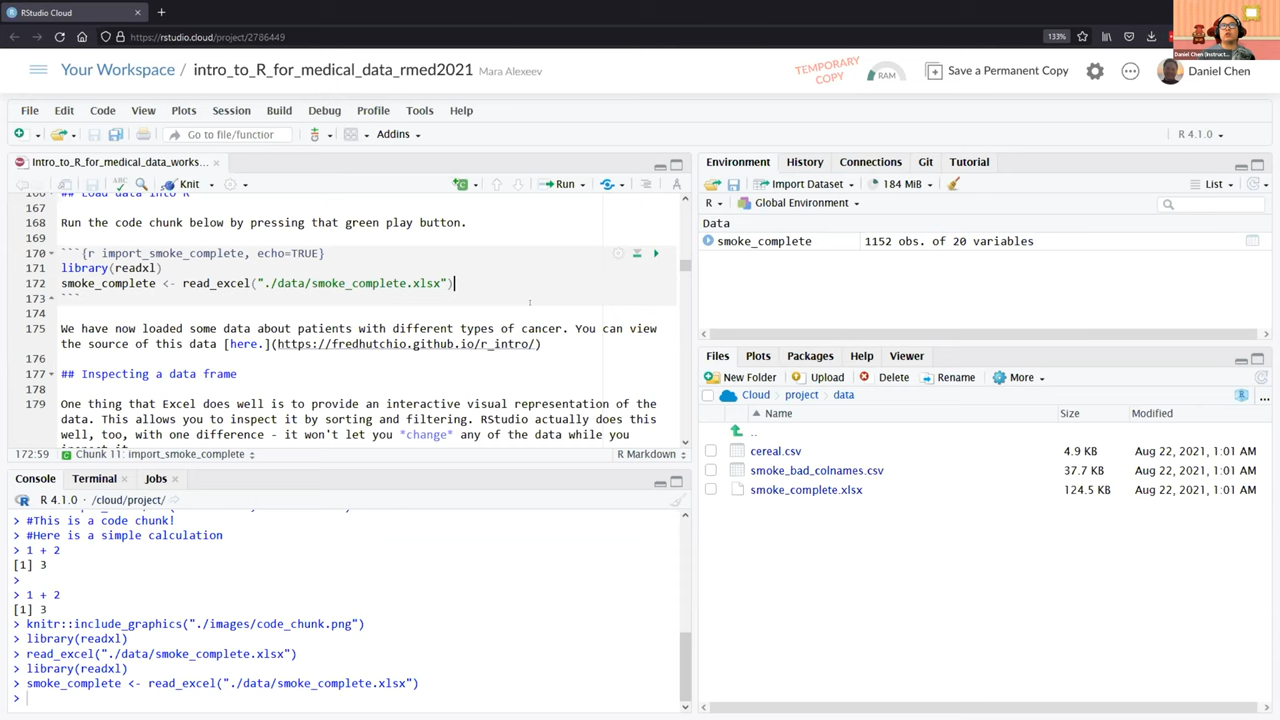 RStudio Cloud
https://rstudio.cloud/project/2786449
133%
Daniel Chen (Instruct
Your Workspace / intro_to_R_for_medical_data_rmed2021 Mara Alexeev
TEMPORARY COPY
RAM
Save a Permanent Copy
Daniel Chen
File Edit Code View Plots Session Build Debug Profile Tools Help
Go to file/function
Addins
R 4.1.0
Intro_to_R_for_medical_data_works...
Knit
Run
166 ## Load data into R
167
168 Run the code chunk below by pressing that green play button.
169
170 ```{r import_smoke_complete, echo=TRUE}
171 library(readxl)
172 smoke_complete <- read_excel("./data/smoke_complete.xlsx")
173 ```
174
175 We have now loaded some data about patients with different types of cancer. You can view
the source of this data [here.](https://fredhutchio.github.io/r_intro/)
176
177 ## Inspecting a data frame
178
179 One thing that Excel does well is to provide an interactive visual representation of the
data. This allows you to inspect it by sorting and filtering. RStudio actually does this
well, too, with one difference - it won't let you *change* any of the data while you
inspect it
172:59 Chunk 11: import_smoke_complete R Markdown
Console Terminal Jobs
R 4.1.0 · /cloud/project/
> #This is a code chunk!
> #Here is a simple calculation
> 1 + 2
[1] 3
>
> 1 + 2
[1] 3
> knitr::include_graphics("./images/code_chunk.png")
> library(readxl)
> read_excel("./data/smoke_complete.xlsx")
> library(readxl)
> smoke_complete <- read_excel("./data/smoke_complete.xlsx")
>
Environment History Connections Git Tutorial
Import Dataset 184 MiB List
R Global Environment
Data
smoke_complete 1152 obs. of 20 variables
Files Plots Packages Help Viewer
New Folder Upload Delete Rename More
Cloud project data
Name Size Modified
..
cereal.csv 4.9 KB Aug 22, 2021, 1:01 AM
smoke_bad_colnames.csv 37.7 KB Aug 22, 2021, 1:01 AM
smoke_complete.xlsx 124.5 KB Aug 22, 2021, 1:01 AM